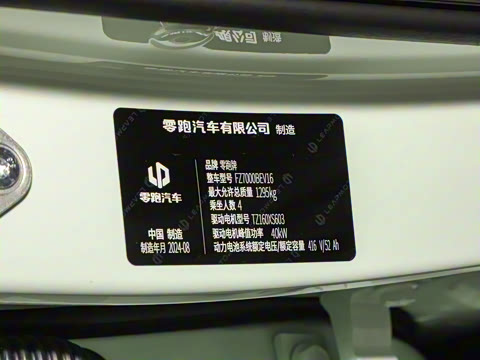 零跑汽车有限公司 制造
零跑汽车
中国 制造
制造年月 2024-08
品牌 零跑牌
整车型号 FZ7000BEV16
最大允许总质量 1295kg
乘坐人数 4
驱动电机型号 TZ160XS603
驱动电机峰值功率 40kW
动力电池系统额定电压/额定容量 416 V/52 Ah